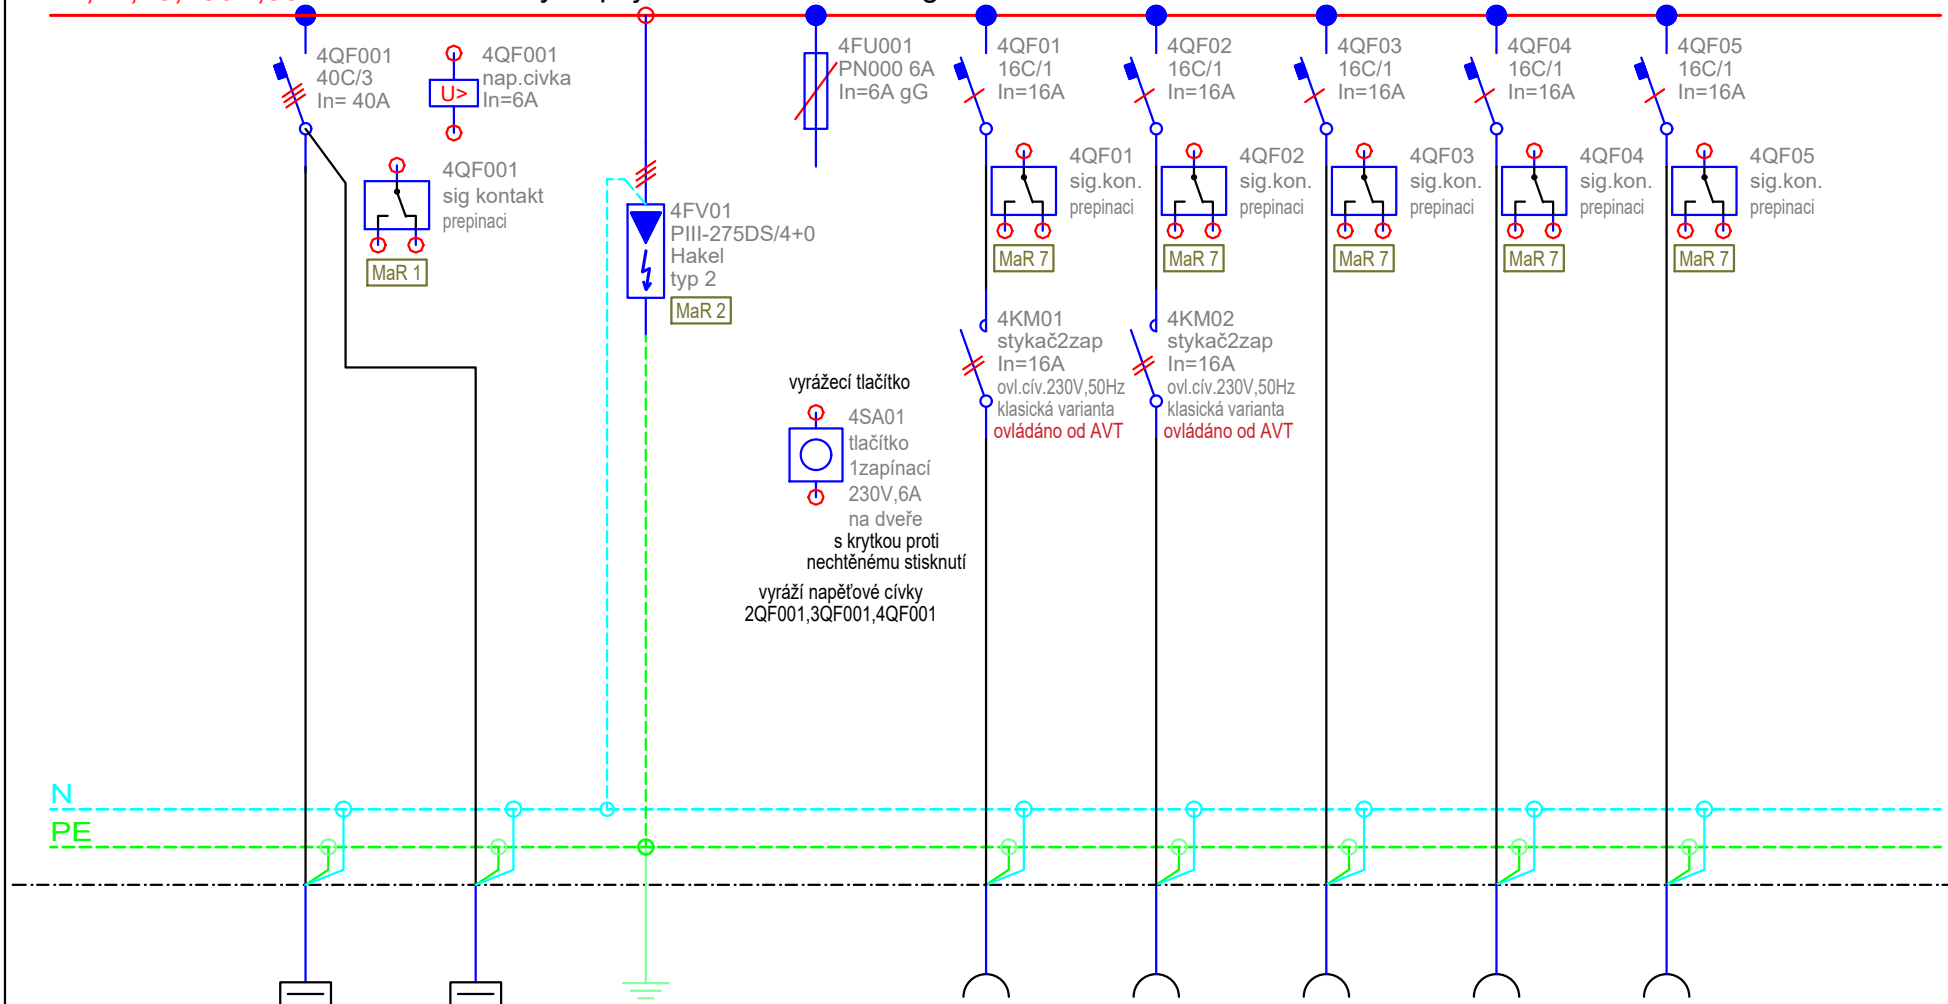 4QF001
40C/3
In= 40A
4QF001
nap.civka
In=6A
U>
4QF001
sig kontakt
prepinaci
MaR 1
4FV01
PIII-275DS/4+0
Hakel
typ 2
MaR 2
4FU001
PN000 6A
In=6A gG
vyrážecí tlačítko
4SA01
tlačítko
1zapínací
230V,6A
na dveře
s krytkou proti
nechtěnému stisknutí
vyráží napěťové cívky
2QF001,3QF001,4QF001
4QF01
16C/1
In=16A
4QF01
sig.kon.
prepinaci
MaR 7
4KM01
stykač2zap
In=16A
ovl.cív.230V,50Hz
klasická varianta
ovládáno od AVT
4QF02
16C/1
In=16A
4QF02
sig.kon.
prepinaci
MaR 7
4KM02
stykač2zap
In=16A
ovl.cív.230V,50Hz
klasická varianta
ovládáno od AVT
4QF03
16C/1
In=16A
4QF03
sig.kon.
prepinaci
MaR 7
4QF04
16C/1
In=16A
4QF04
sig.kon.
prepinaci
MaR 7
4QF05
16C/1
In=16A
4QF05
sig.kon.
prepinaci
MaR 7
N
PE